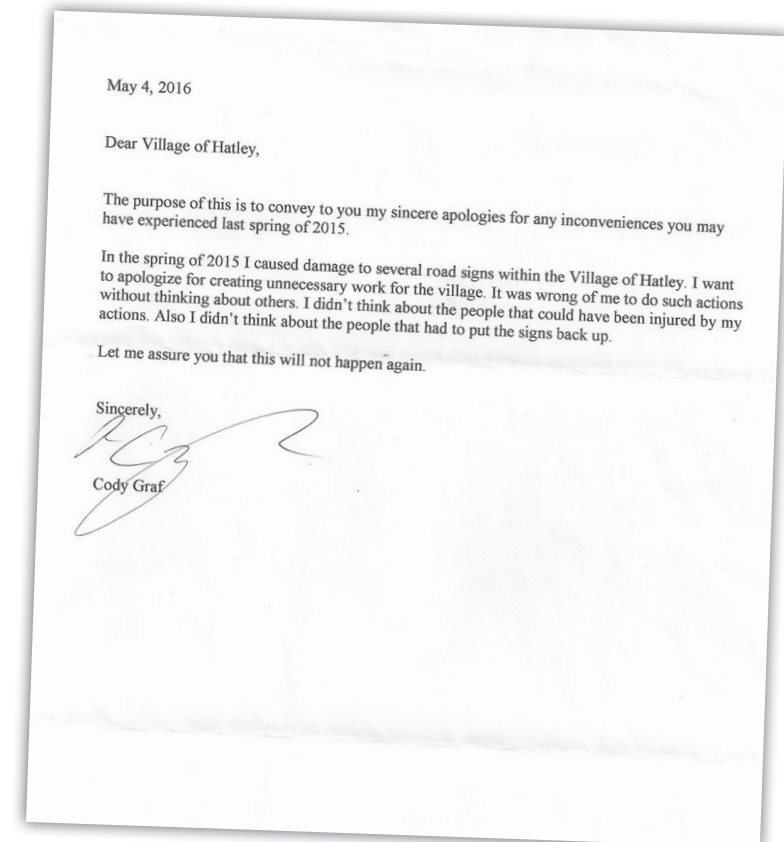 May 4, 2016
Dear Village of Hatley,
The purpose of this is to convey to you my sincere apologies for any inconveniences you may
have experienced last spring of 2015.
In the spring of 2015 I caused damage to several road signs within the Village of Hatley. I want
to apologize for creating unnecessary work for the village. It was wrong of me to do such actions
without thinking about others. I didn't think about the people that could have been injured by my
actions. Also I didn't think about the people that had to put the signs back up.
Let me assure you that this will not happen again.
Sincerely,
Cody Graf